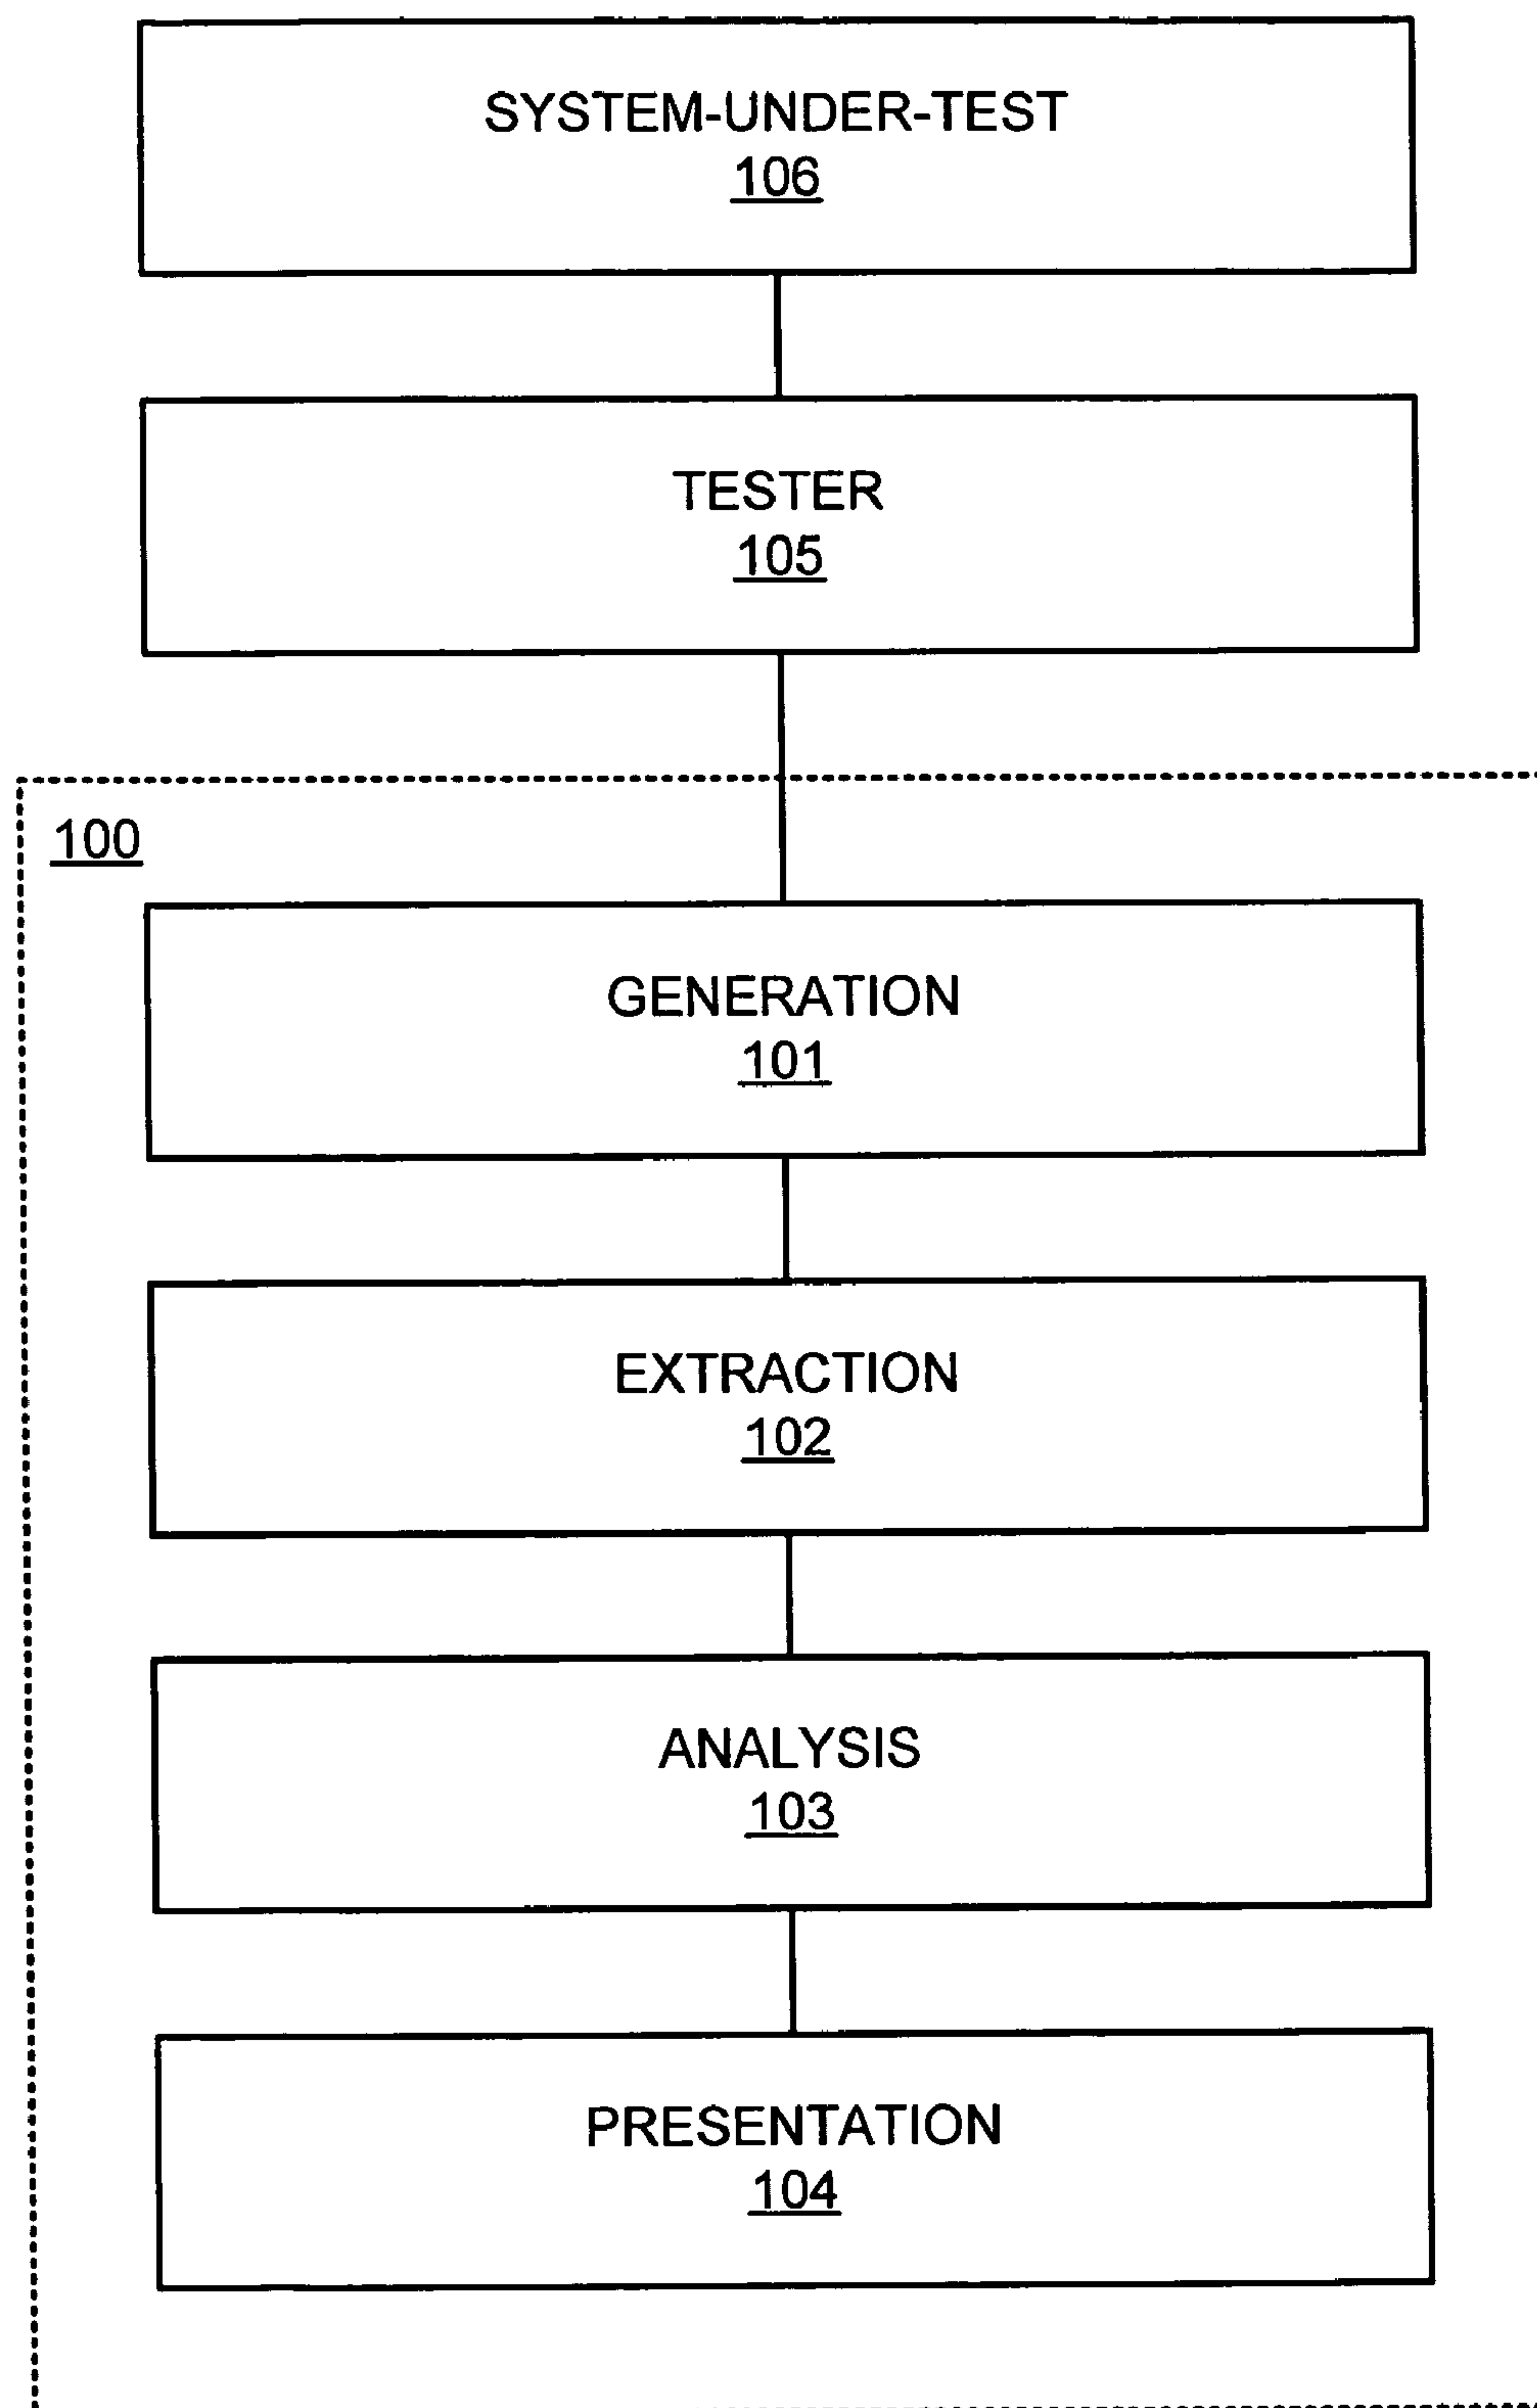 SYSTEM-UNDER-TEST
106
TESTER
105
100
GENERATION
101
EXTRACTION
102
ANALYSIS
103
PRESENTATION
104